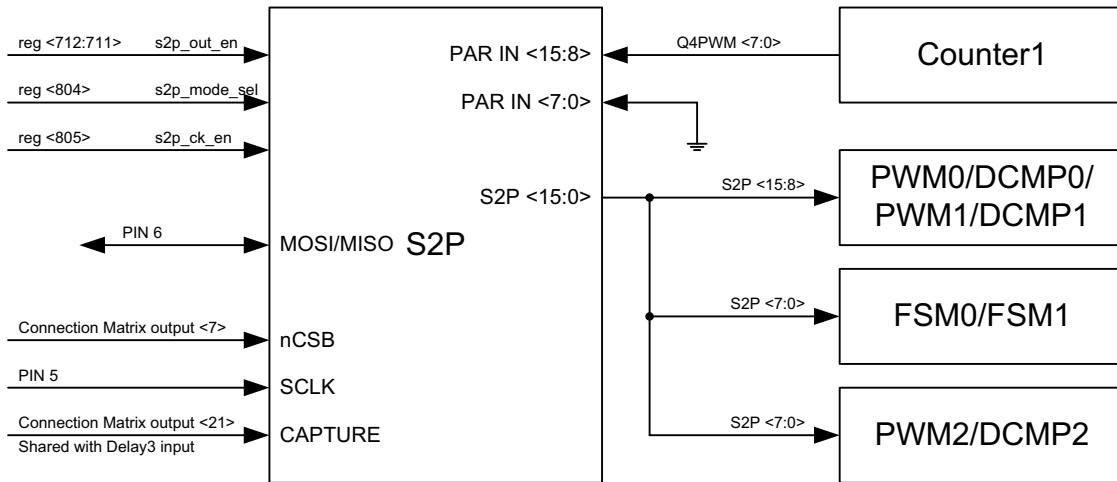 reg <712:711> s2p_out_en
reg <804> s2p_mode_sel
reg <805> s2p_ck_en
PIN 6
Connection Matrix output <7>
PIN 5
Connection Matrix output <21>
Shared with Delay3 input
PAR IN <15:8>
PAR IN <7:0>
S2P <15:0>
MOSI/MISO
S2P
nCSB
SCLK
CAPTURE
Q4PWM <7:0>
Counter1
S2P <15:8>
PWM0/DCMP0/
PWM1/DCMP1
S2P <7:0>
FSM0/FSM1
S2P <7:0>
PWM2/DCMP2